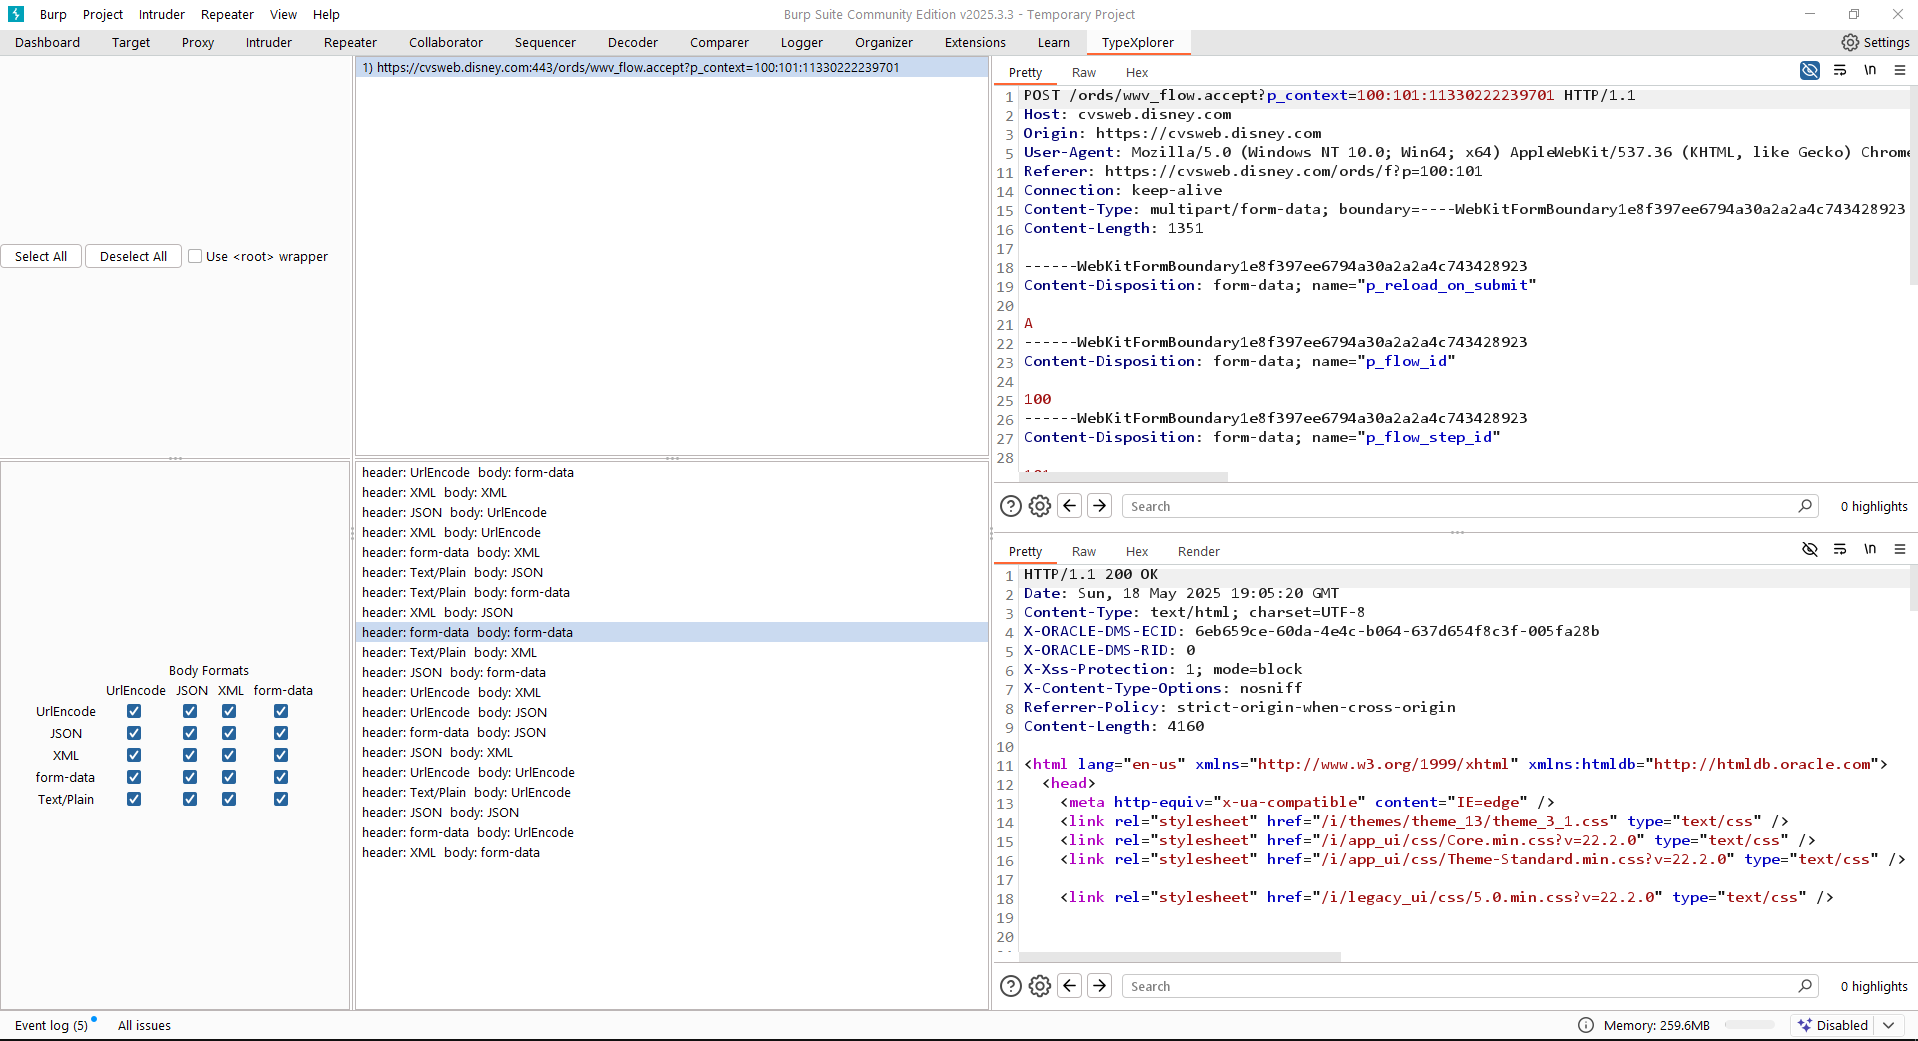 Burp Project Intruder Repeater View Help
Burp Suite Community Edition v2025.3.3 - Temporary Project
Dashboard Target Proxy Intruder Repeater Collaborator Sequencer Decoder Comparer Logger Organizer Extensions Learn TypeXplorer Settings
Select All Deselect All Use <root> wrapper
1) https://cvsweb.disney.com:443/ords/wwv_flow.accept?p_context=100:101:11330222239701
Body Formats
UrlEncode JSON XML form-data
UrlEncode
JSON
XML
form-data
Text/Plain
header: UrlEncode body: form-data
header: XML body: XML
header: JSON body: UrlEncode
header: XML body: UrlEncode
header: form-data body: XML
header: Text/Plain body: JSON
header: Text/Plain body: form-data
header: XML body: JSON
header: form-data body: form-data
header: Text/Plain body: XML
header: JSON body: form-data
header: UrlEncode body: XML
header: UrlEncode body: JSON
header: form-data body: JSON
header: JSON body: XML
header: UrlEncode body: UrlEncode
header: Text/Plain body: UrlEncode
header: JSON body: JSON
header: form-data body: UrlEncode
header: XML body: form-data
Pretty Raw Hex \n
1 POST /ords/wwv_flow.accept?p_context=100:101:11330222239701 HTTP/1.1
2 Host: cvsweb.disney.com
3 Origin: https://cvsweb.disney.com
5 User-Agent: Mozilla/5.0 (Windows NT 10.0; Win64; x64) AppleWebKit/537.36 (KHTML, like Gecko) Chrome
11 Referer: https://cvsweb.disney.com/ords/f?p=100:101
14 Connection: keep-alive
15 Content-Type: multipart/form-data; boundary=----WebKitFormBoundary1e8f397ee6794a30a2a2a4c743428923
16 Content-Length: 1351
17
18 ------WebKitFormBoundary1e8f397ee6794a30a2a2a4c743428923
19 Content-Disposition: form-data; name="p_reload_on_submit"
20
21 A
22 ------WebKitFormBoundary1e8f397ee6794a30a2a2a4c743428923
23 Content-Disposition: form-data; name="p_flow_id"
24
25 100
26 ------WebKitFormBoundary1e8f397ee6794a30a2a2a4c743428923
27 Content-Disposition: form-data; name="p_flow_step_id"
28
Search 0 highlights
Pretty Raw Hex Render \n
1 HTTP/1.1 200 OK
2 Date: Sun, 18 May 2025 19:05:20 GMT
3 Content-Type: text/html; charset=UTF-8
4 X-ORACLE-DMS-ECID: 6eb659ce-60da-4e4c-b064-637d654f8c3f-005fa28b
5 X-ORACLE-DMS-RID: 0
6 X-Xss-Protection: 1; mode=block
7 X-Content-Type-Options: nosniff
8 Referrer-Policy: strict-origin-when-cross-origin
9 Content-Length: 4160
10
11 <html lang="en-us" xmlns="http://www.w3.org/1999/xhtml" xmlns:htmldb="http://htmldb.oracle.com">
12 <head>
13 <meta http-equiv="x-ua-compatible" content="IE=edge" />
14 <link rel="stylesheet" href="/i/themes/theme_13/theme_3_1.css" type="text/css" />
15 <link rel="stylesheet" href="/i/app_ui/css/Core.min.css?v=22.2.0" type="text/css" />
16 <link rel="stylesheet" href="/i/app_ui/css/Theme-Standard.min.css?v=22.2.0" type="text/css" />
17
18 <link rel="stylesheet" href="/i/legacy_ui/css/5.0.min.css?v=22.2.0" type="text/css" />
19
20
Search 0 highlights
Event log (5) All issues
Memory: 259.6MB Disabled